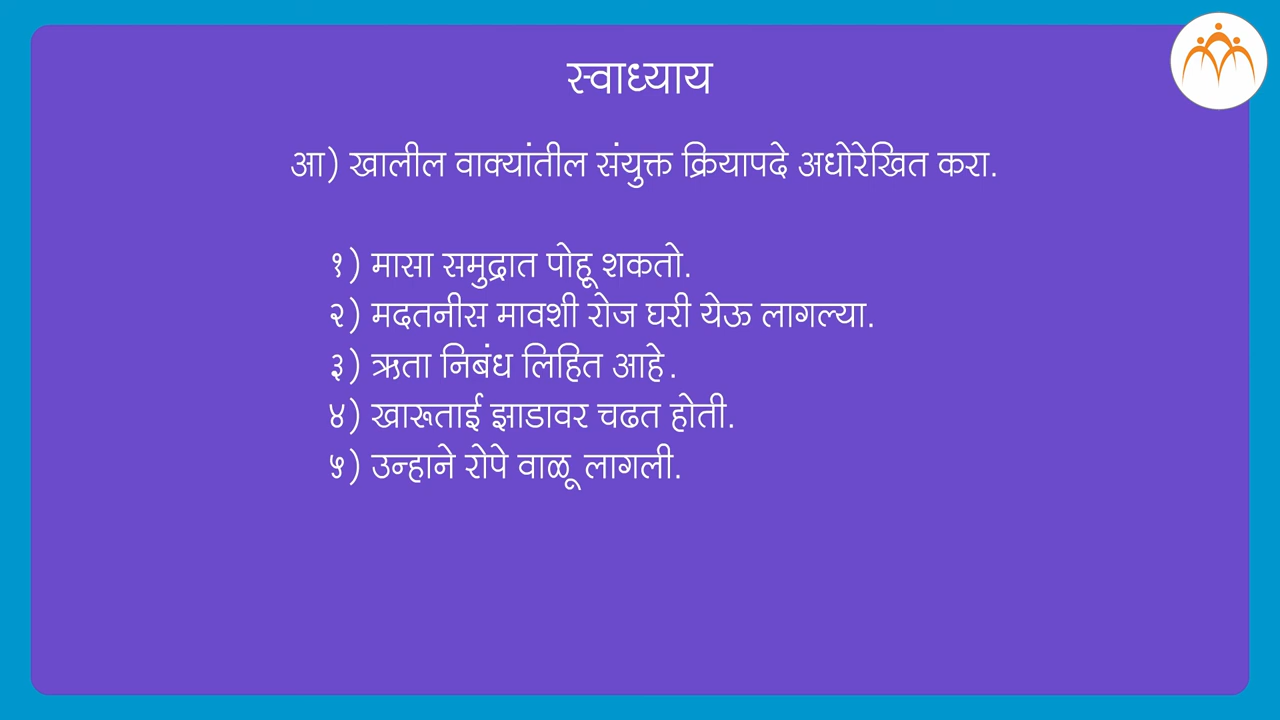 स्वाध्याय
आ) खालील वाक्यांतील संयुक्त क्रियापदे अधोरेखित करा.
१) मासा समुद्रात पोहू शकतो.
२) मदतनीस मावशी रोज घरी येऊ लागल्या.
३) ऋता निबंध लिहित आहे.
४) खारूताई झाडावर चढत होती.
५) उन्हाने रोपे वाळू लागली.